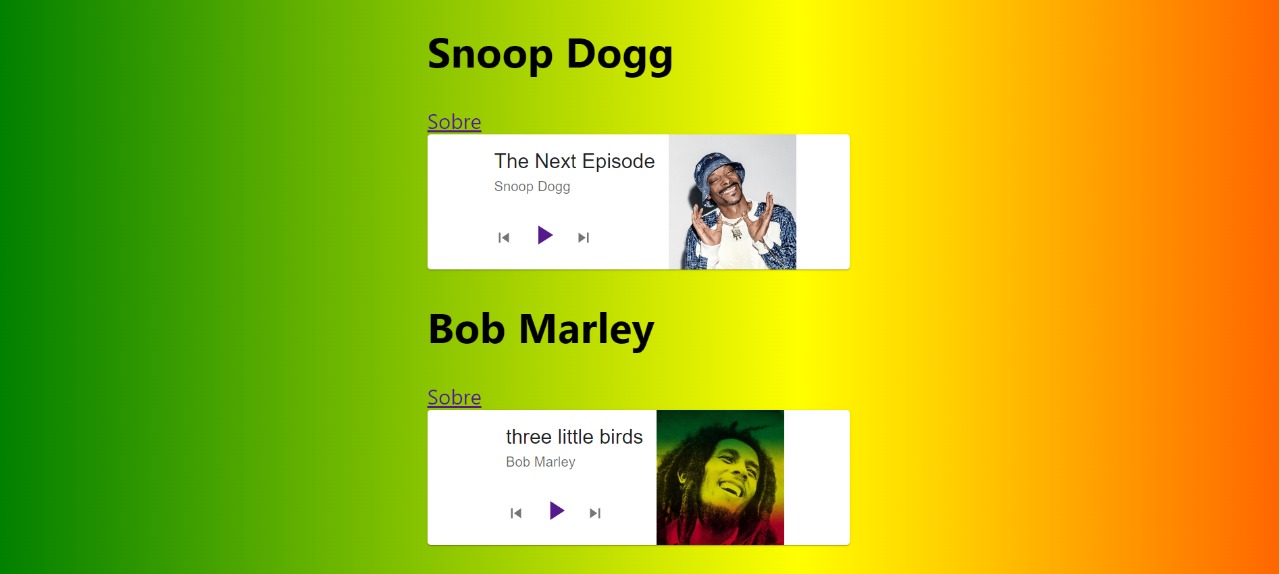 Snoop Dogg
Sobre
The Next Episode
Snoop Dogg
Bob Marley
Sobre
three little birds
Bob Marley